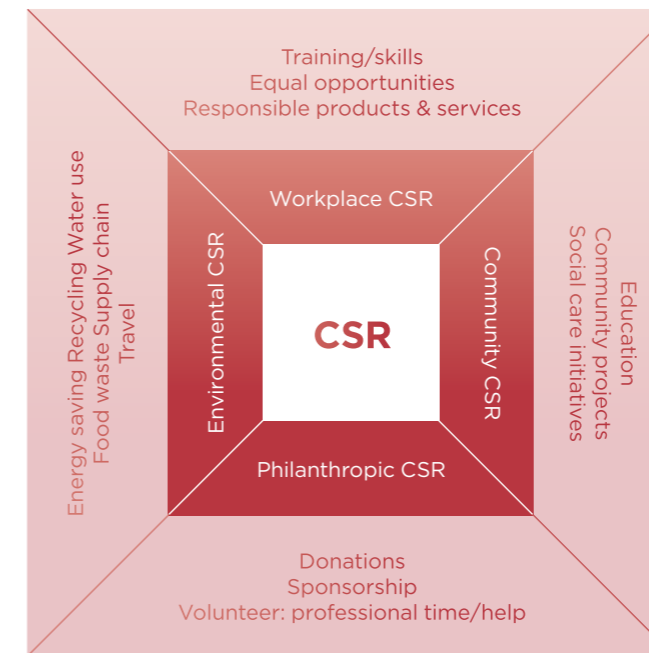 Training/skills
Equal opportunities
Responsible products & services
Workplace CSR
Energy saving Recycling Water use
Food waste Supply chain
Travel
Environmental CSR
CSR
Community CSR
Education
Community projects
Social care initiatives
Philanthropic CSR
Donations
Sponsorship
Volunteer: professional time/help